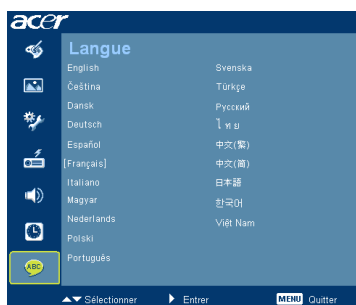 acer
Langue
English
Čeština
Dansk
Deutsch
Español
[Français]
Italiano
Magyar
Nederlands
Polski
Português
Svenska
Türkçe
Русский
ไทย
中文(繁)
中文(简)
日本語
한국어
Việt Nam
ABC
▲▼ Sélectionner ▶ Entrer MENU Quitter